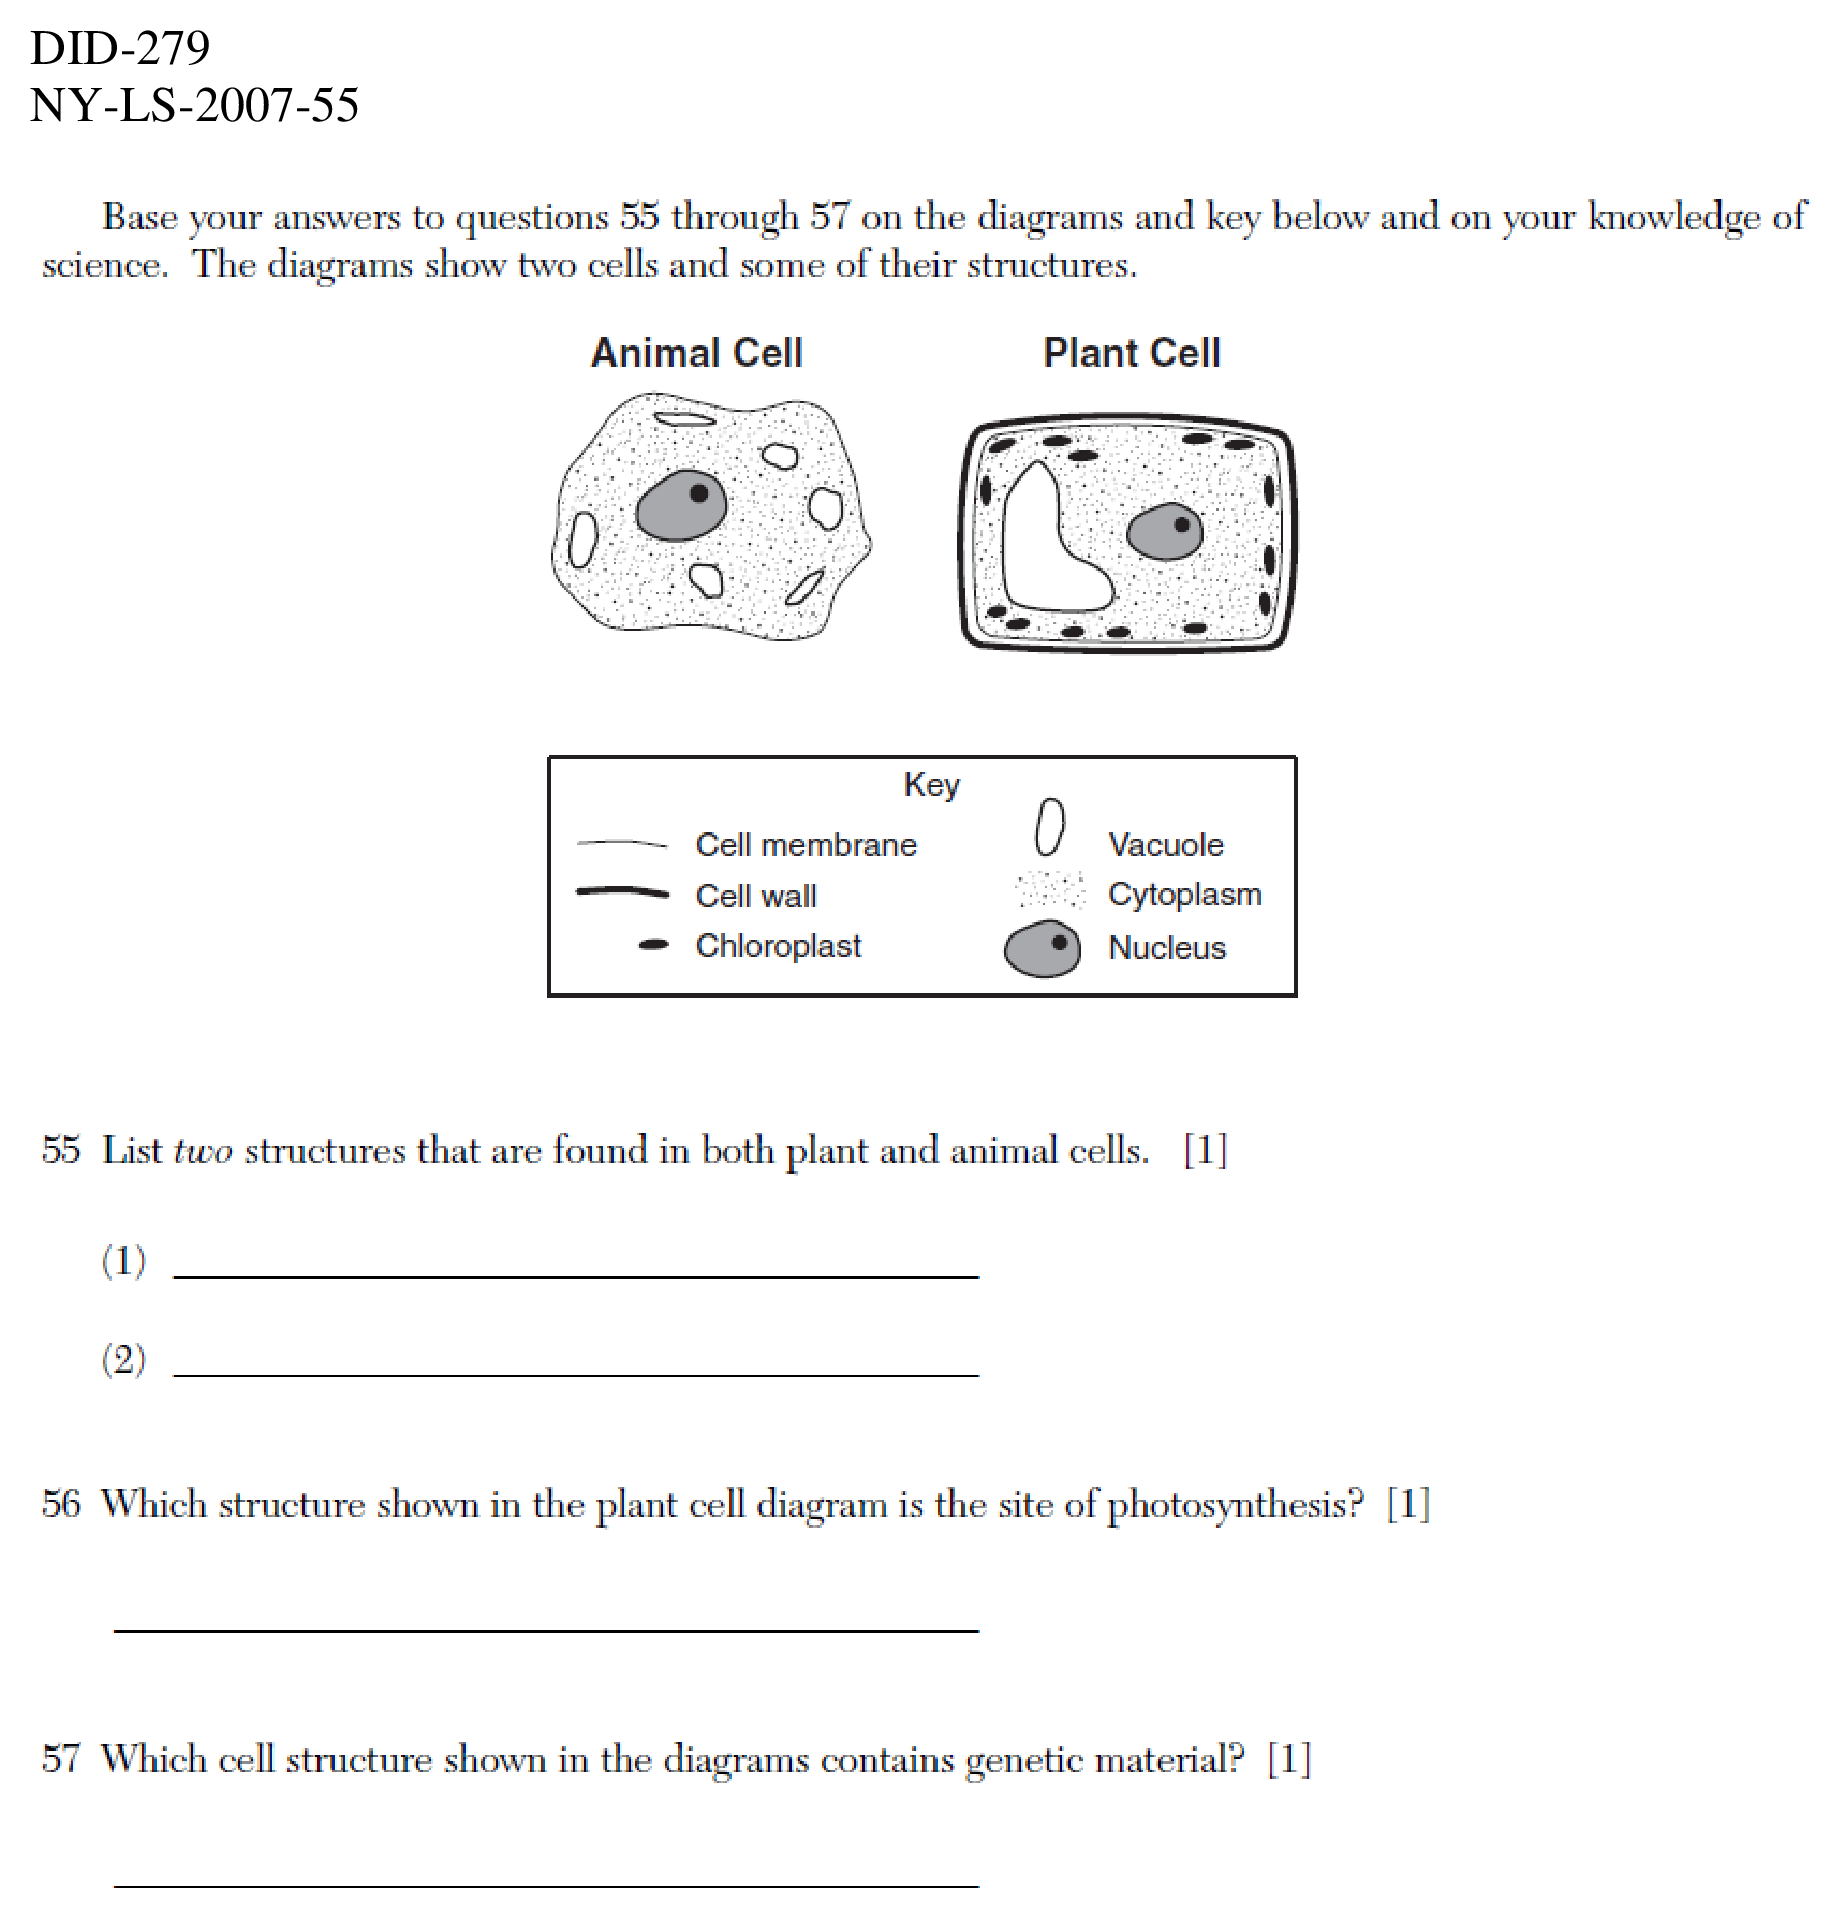 DID-279
NY-LS-2007-55
Base your answers to questions 55 through 57 on the diagrams and key below and on your knowledge of
science. The diagrams show two cells and some of their structures.
Animal Cell
Plant Cell
Key
Cell membrane
Cell wall
Chloroplast
Vacuole
Cytoplasm
Nucleus
55 List two structures that are found in both plant and animal cells. [1]
(1)
(2)
56 Which structure shown in the plant cell diagram is the site of photosynthesis? [1]
57 Which cell structure shown in the diagrams contains genetic material? [1]